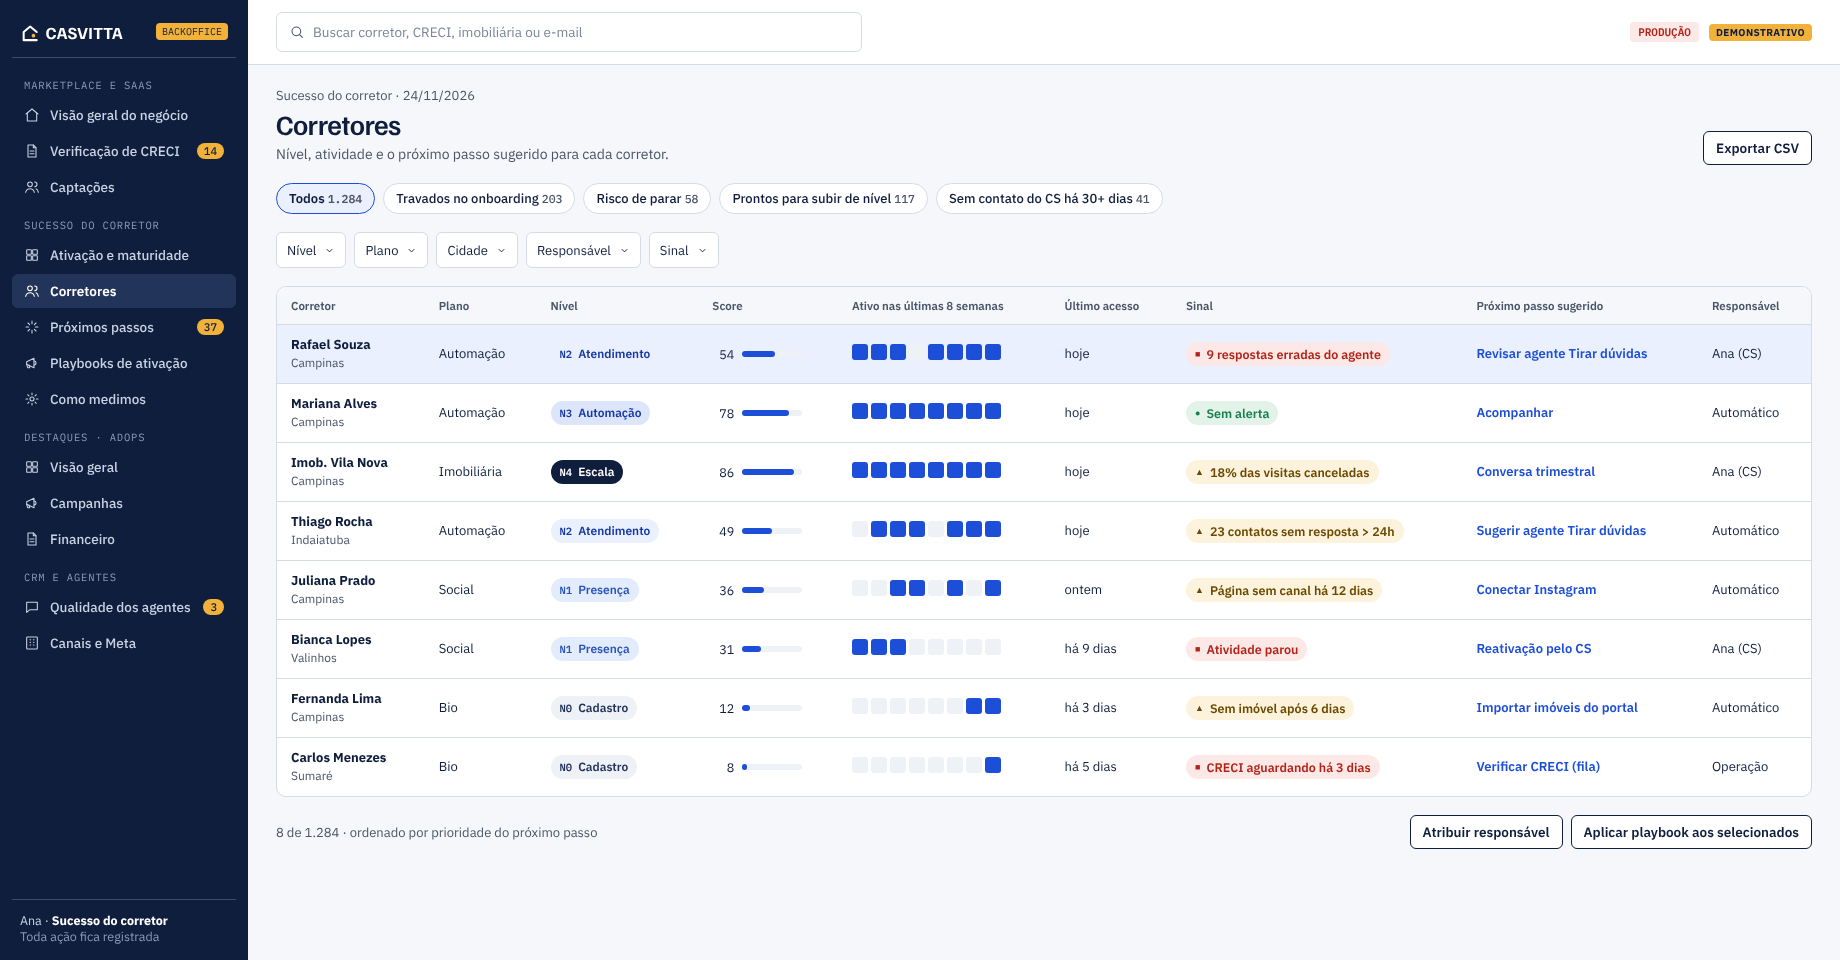 CASVITTA
BACKOFFICE
MARKETPLACE E SAAS
Visão geral do negócio
Verificação de CRECI 14
Captações
SUCESSO DO CORRETOR
Ativação e maturidade
Corretores
Próximos passos 37
Playbooks de ativação
Como medimos
DESTAQUES · ADOPS
Visão geral
Campanhas
Financeiro
CRM E AGENTES
Qualidade dos agentes 3
Canais e Meta
Ana · Sucesso do corretor
Toda ação fica registrada
Buscar corretor, CRECI, imobiliária ou e-mail
PRODUÇÃO DEMONSTRATIVO
Sucesso do corretor · 24/11/2026
Corretores
Nível, atividade e o próximo passo sugerido para cada corretor.
Exportar CSV
Todos 1.284 Travados no onboarding 203 Risco de parar 58 Prontos para subir de nível 117 Sem contato do CS há 30+ dias 41
Nível Plano Cidade Responsável Sinal
Corretor Plano Nível Score Ativo nas últimas 8 semanas Último acesso Sinal Próximo passo sugerido Responsável
Rafael Souza
Campinas
Automação N2 Atendimento 54 hoje 9 respostas erradas do agente Revisar agente Tirar dúvidas Ana (CS)
Mariana Alves
Campinas
Automação N3 Automação 78 hoje Sem alerta Acompanhar Automático
Imob. Vila Nova
Campinas
Imobiliária N4 Escala 86 hoje 18% das visitas canceladas Conversa trimestral Ana (CS)
Thiago Rocha
Indaiatuba
Automação N2 Atendimento 49 hoje 23 contatos sem resposta > 24h Sugerir agente Tirar dúvidas Automático
Juliana Prado
Campinas
Social N1 Presença 36 ontem Página sem canal há 12 dias Conectar Instagram Automático
Bianca Lopes
Valinhos
Social N1 Presença 31 há 9 dias Atividade parou Reativação pelo CS Ana (CS)
Fernanda Lima
Campinas
Bio N0 Cadastro 12 há 3 dias Sem imóvel após 6 dias Importar imóveis do portal Automático
Carlos Menezes
Sumaré
Bio N0 Cadastro 8 há 5 dias CRECI aguardando há 3 dias Verificar CRECI (fila) Operação
8 de 1.284 · ordenado por prioridade do próximo passo
Atribuir responsável Aplicar playbook aos selecionados